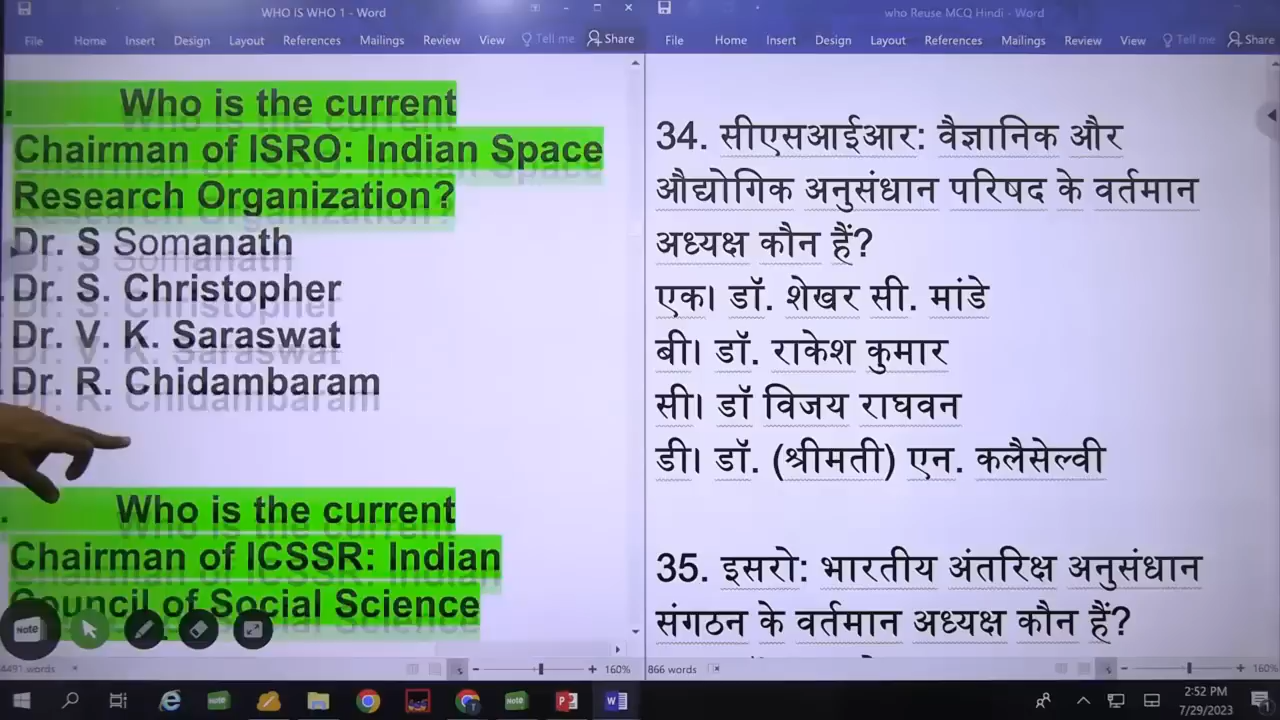 WHO IS WHO 1 - Word
File Home Insert Design Layout References Mailings Review View Tell me Share
. Who is the current
Chairman of ISRO: Indian Space
Research Organization?
Dr. S Somanath
Dr. S. Christopher
Dr. V. K. Saraswat
Dr. R. Chidambaram
. Who is the current
Chairman of ICSSR: Indian
Council of Social Science
Note
4491 words
160%
who Reuse MCQ Hindi - Word
File Home Insert Design Layout References Mailings Review View Tell me Share
34. सीएसआईआर: वैज्ञानिक और
औद्योगिक अनुसंधान परिषद के वर्तमान
अध्यक्ष कौन हैं?
एक। डॉ. शेखर सी. मांडे
बी। डॉ. राकेश कुमार
सी। डॉ विजय राघवन
डी। डॉ. (श्रीमती) एन. कलैसेल्वी
35. इसरो: भारतीय अंतरिक्ष अनुसंधान
संगठन के वर्तमान अध्यक्ष कौन हैं?
866 words
160%
2:52 PM
7/29/2023